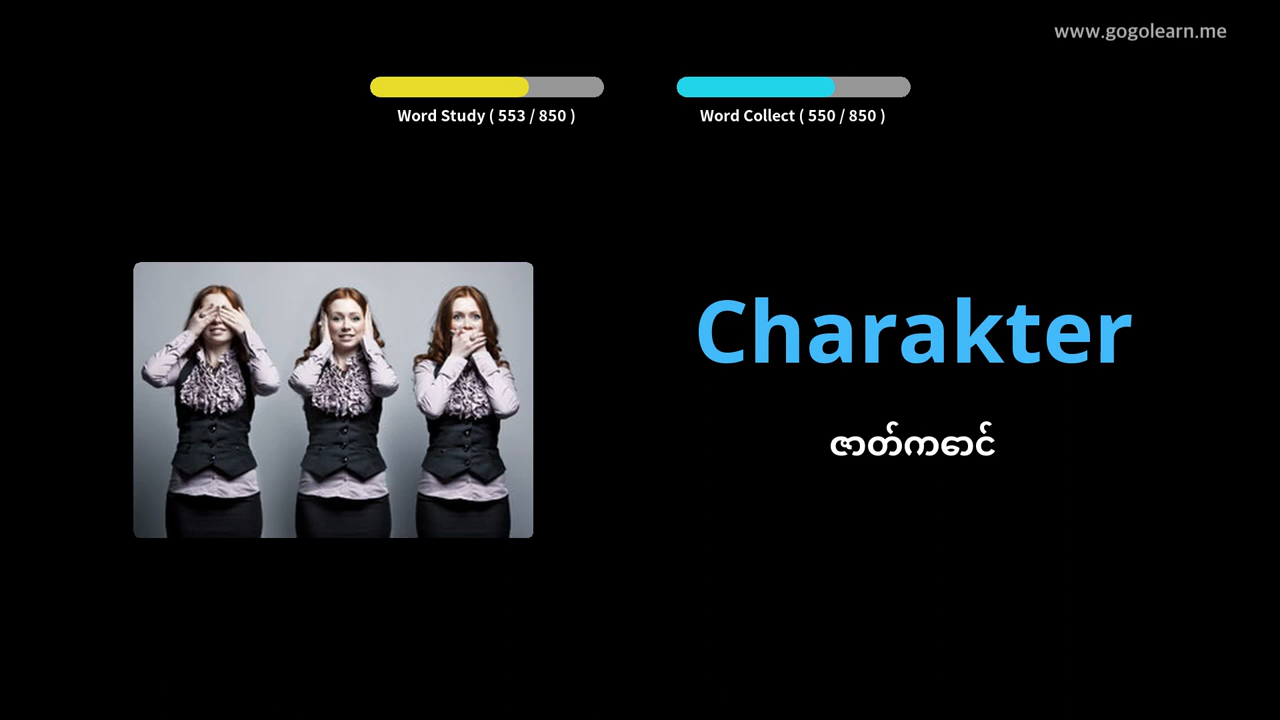 www.gogolearn.me
Word Study ( 553 / 850 )
Word Collect ( 550 / 850 )
Charakter
ဇာတ်ကောင်